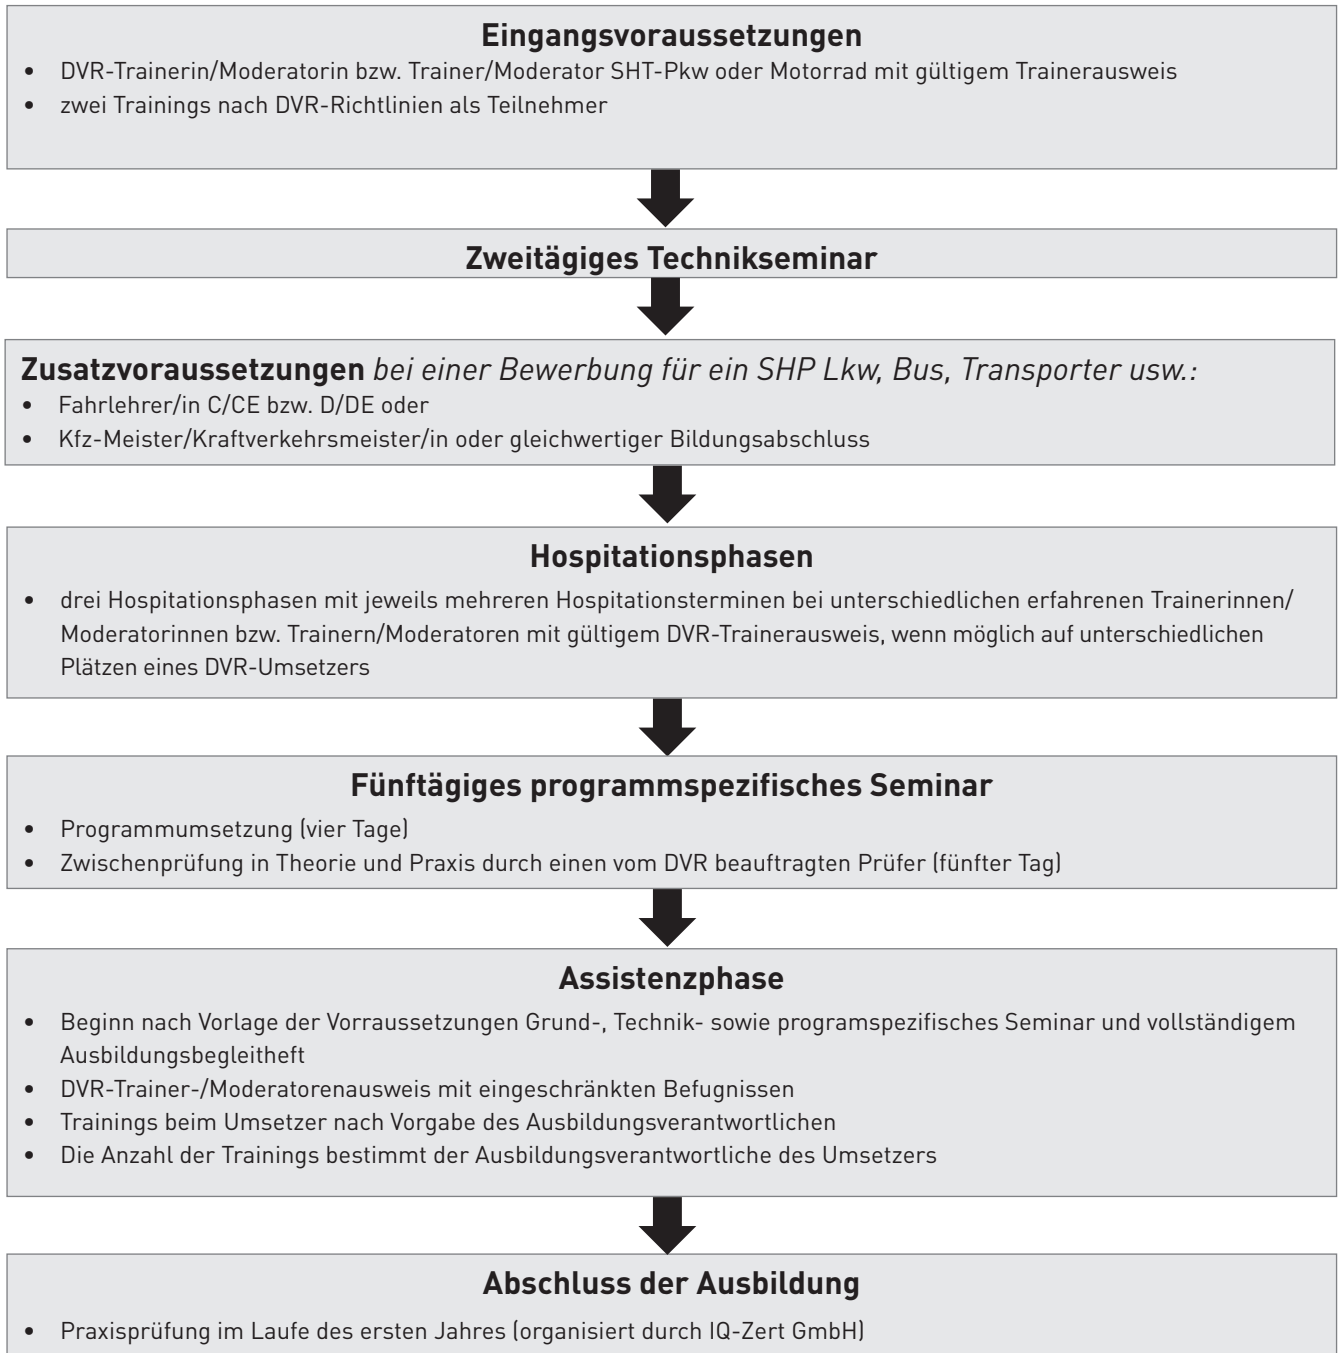 Eingangsvoraussetzungen
• DVR-Trainerin/Moderatorin bzw. Trainer/Moderator SHT-Pkw oder Motorrad mit gültigem Trainerausweis
• zwei Trainings nach DVR-Richtlinien als Teilnehmer
Zweitägiges Technikseminar
Zusatzvoraussetzungen bei einer Bewerbung für ein SHP Lkw, Bus, Transporter usw.:
• Fahrlehrer/in C/CE bzw. D/DE oder
• Kfz-Meister/Kraftverkehrsmeister/in oder gleichwertiger Bildungsabschluss
Hospitationsphasen
• drei Hospitationsphasen mit jeweils mehreren Hospitationsterminen bei unterschiedlichen erfahrenen Trainerinnen/
Moderatorinnen bzw. Trainern/Moderatoren mit gültigem DVR-Trainerausweis, wenn möglich auf unterschiedlichen
Plätzen eines DVR-Umsetzers
Fünftägiges programmspezifisches Seminar
• Programmumsetzung (vier Tage)
• Zwischenprüfung in Theorie und Praxis durch einen vom DVR beauftragten Prüfer (fünfter Tag)
Assistenzphase
• Beginn nach Vorlage der Vorraussetzungen Grund-, Technik- sowie programspezifisches Seminar und vollständigem
Ausbildungsbegleitheft
• DVR-Trainer-/Moderatorenausweis mit eingeschränkten Befugnissen
• Trainings beim Umsetzer nach Vorgabe des Ausbildungsverantwortlichen
• Die Anzahl der Trainings bestimmt der Ausbildungsverantwortliche des Umsetzers
Abschluss der Ausbildung
• Praxisprüfung im Laufe des ersten Jahres (organisiert durch IQ-Zert GmbH)